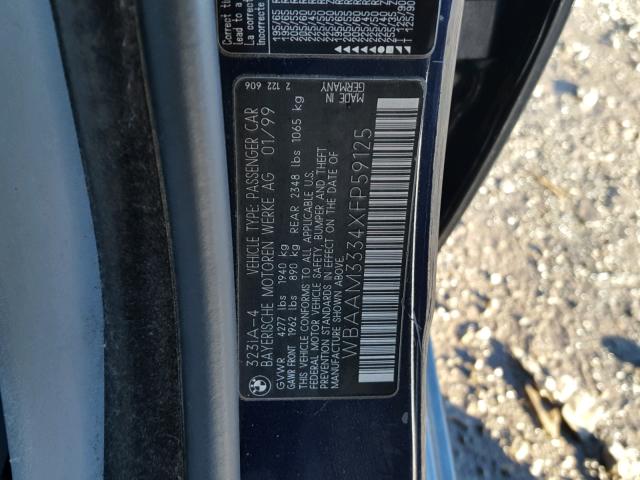 323iA-4 VEHICLE TYPE: PASSENGER CAR
BAYERISCHE MOTOREN WERKE AG 01/99
GVWR 4277 lbs 1940 kg
GAWR FRONT 1962 lbs 890 kg REAR 2348 lbs 1065 kg
THIS VEHICLE CONFORMS TO ALL APPLICABLE U.S.
FEDERAL MOTOR VEHICLE SAFETY, BUMPER AND THEFT
PREVENTION STANDARDS IN EFFECT ON THE DATE OF
MANUFACTURE SHOWN ABOVE.
WBAAM3334XFP59125
2 122 606
MADE IN
GERMANY